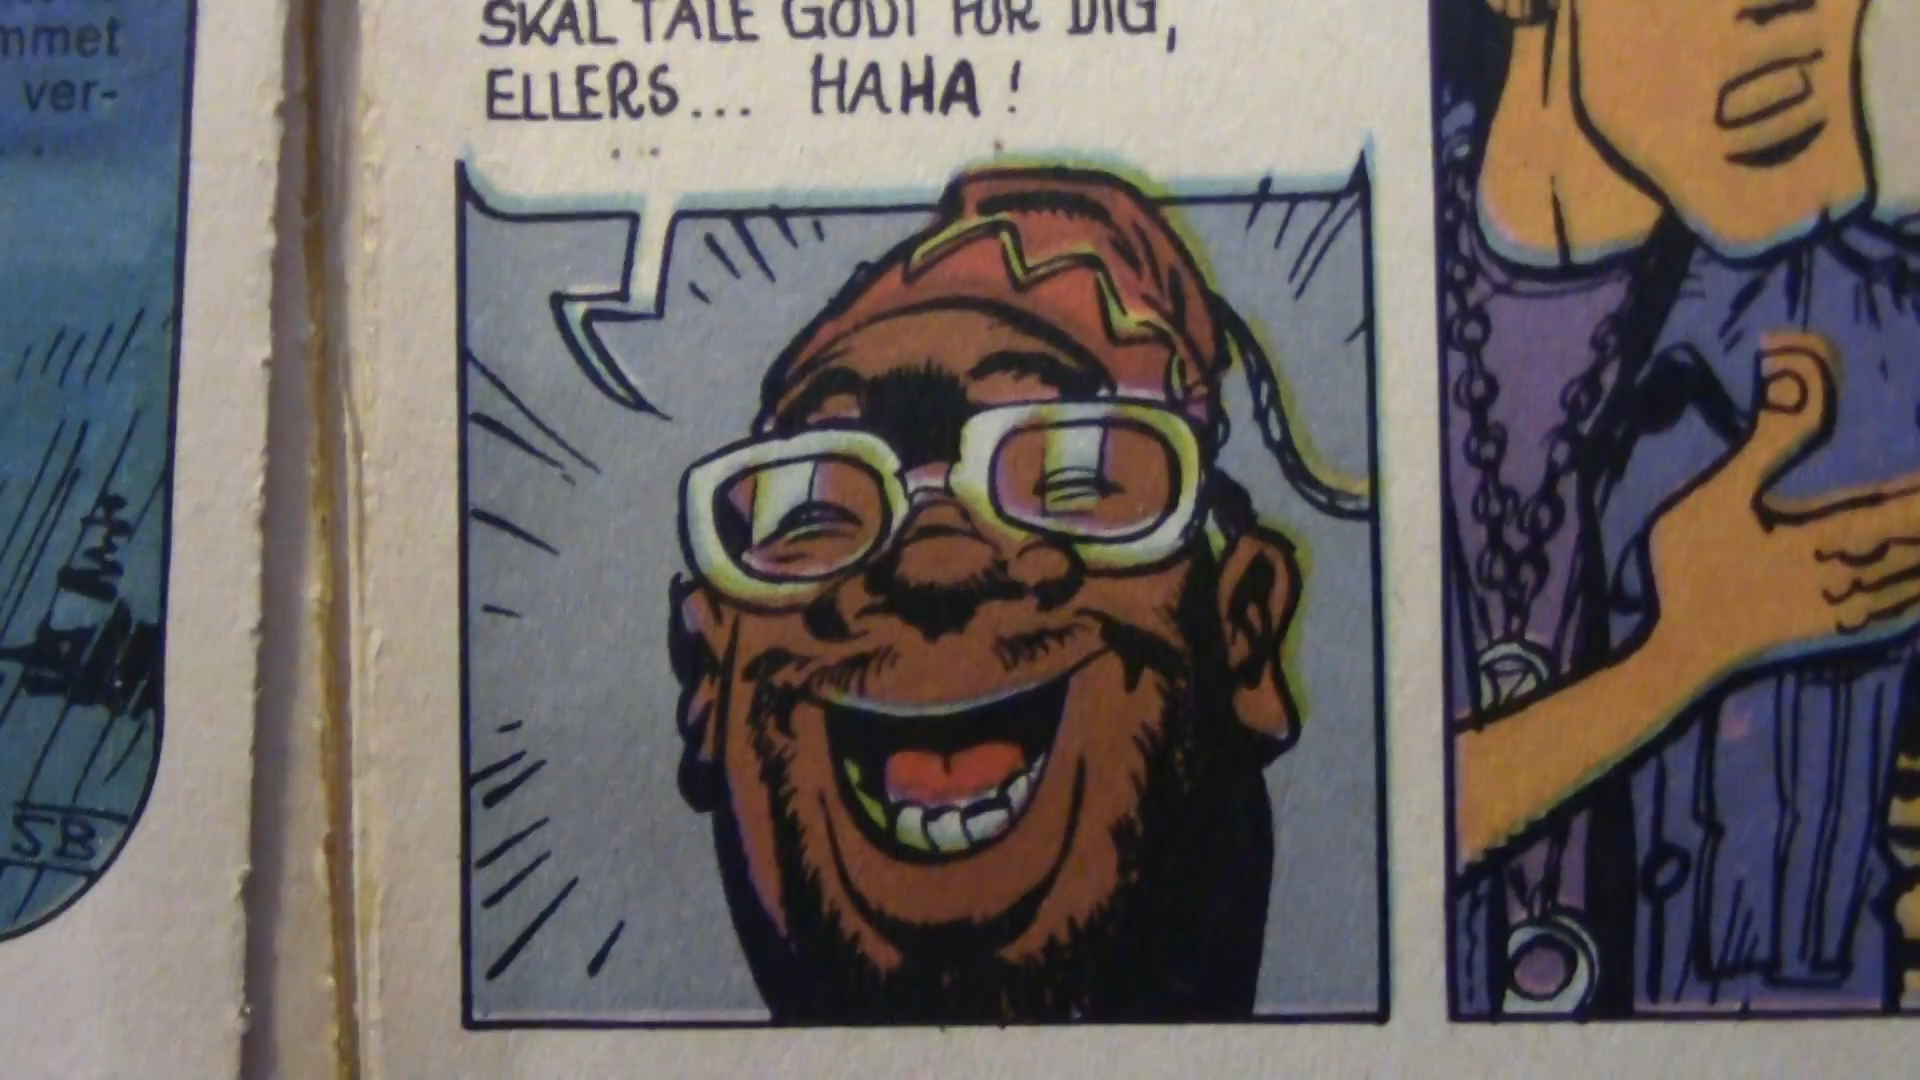 mmet
ver-
SKAL TALE GODT FOR DIG,
ELLERS... HAHA!
SB